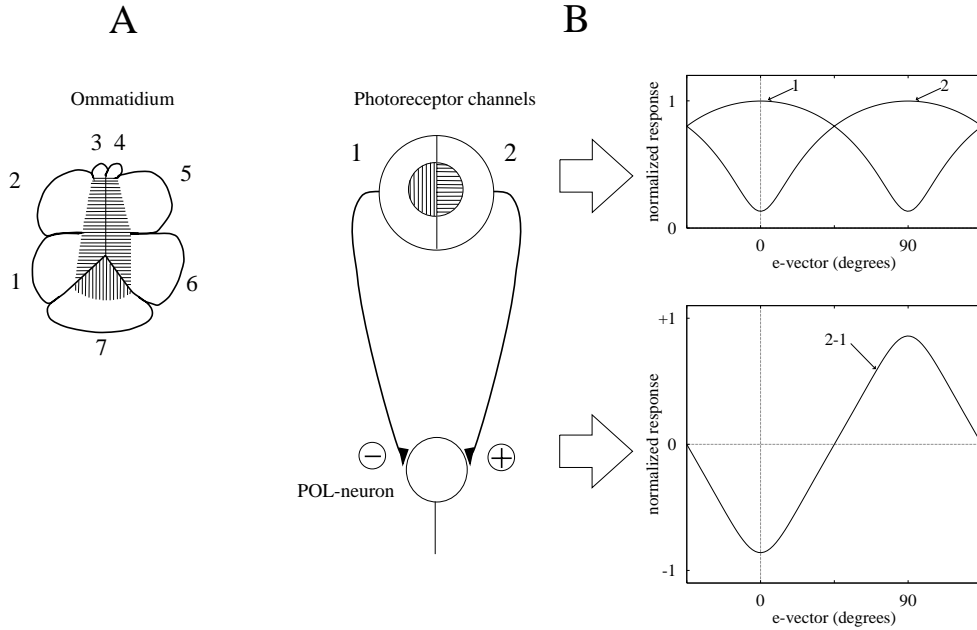 A
B
Ommatidium
3 4
2
5
1
6
7
Photoreceptor channels
1
2
−
+
POL-neuron
normalized response
1
0
1
2
0
90
e-vector (degrees)
normalized response
+1
0
-1
2-1
0
90
e-vector (degrees)